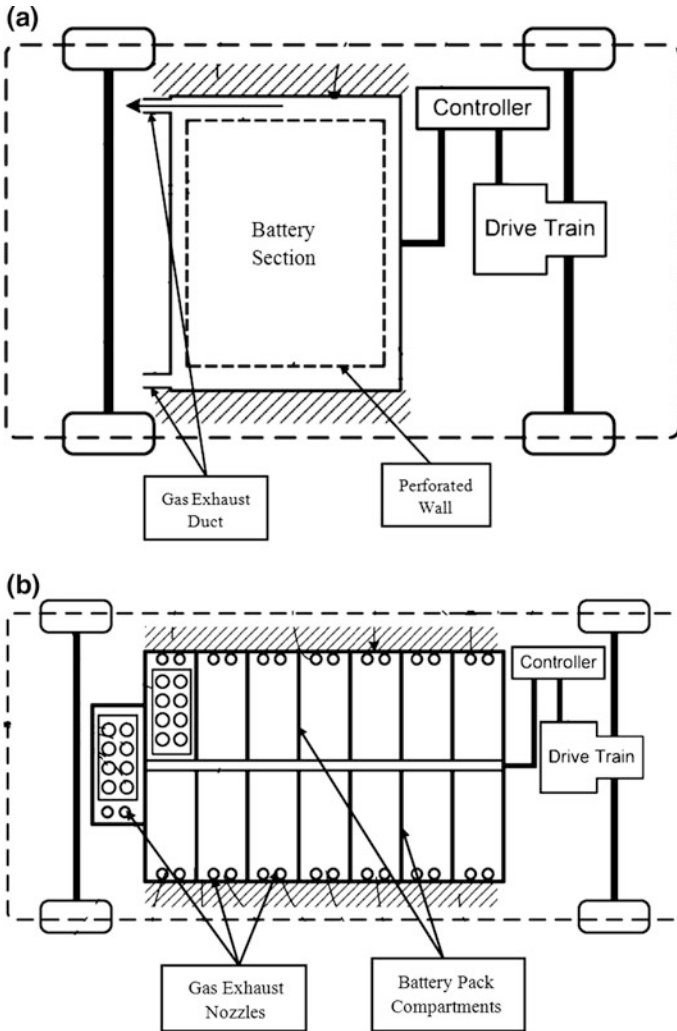 (a)
Controller
Battery
Section
Drive Train
Gas Exhaust
Duct
Perforated
Wall
(b)
Controller
Drive Train
Gas Exhaust
Nozzles
Battery Pack
Compartments